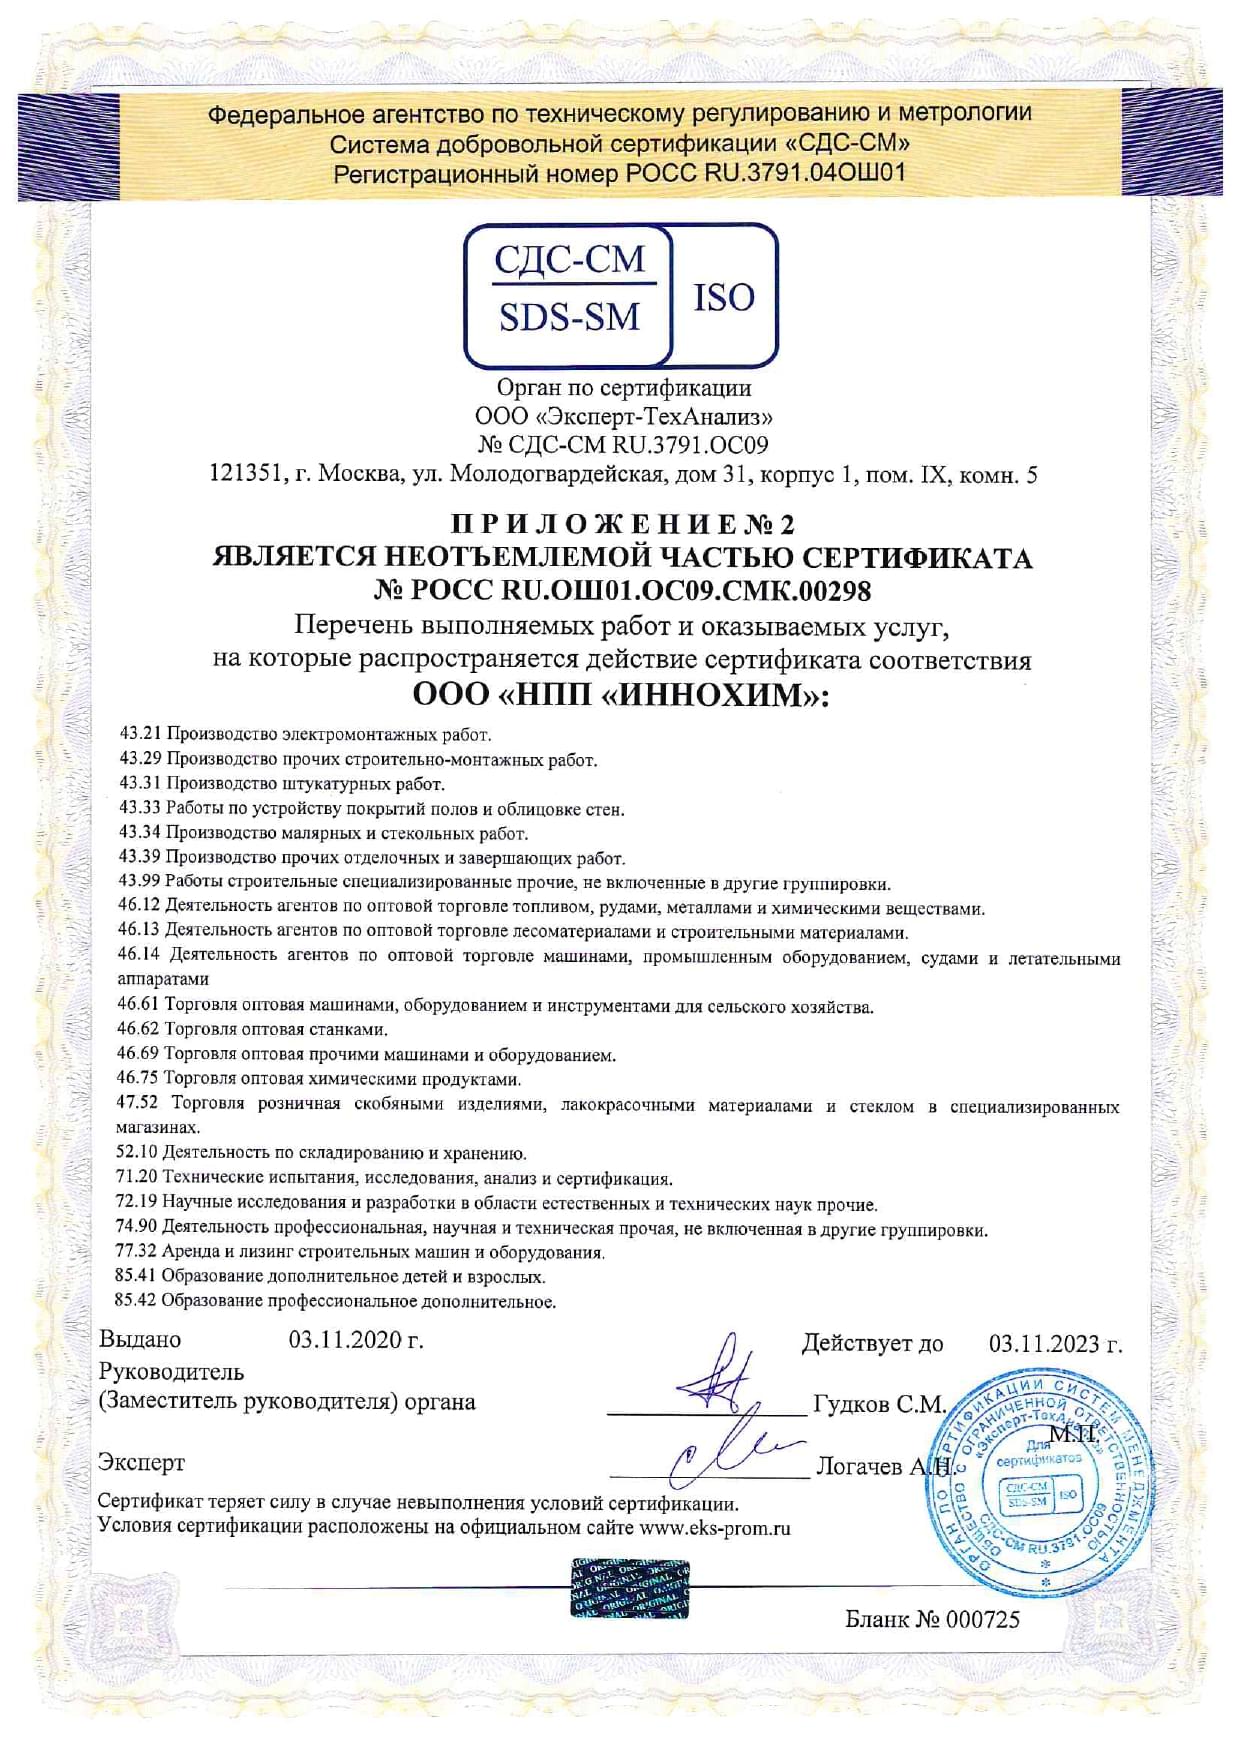 Федеральное агентство по техническому регулированию и метрологии
Система добровольной сертификации «СДС-СМ»
Регистрационный номер РОСС RU.3791.04ОШ01
СДС-СМ
SDS-SM
ISO
Орган по сертификации
ООО «Эксперт-ТехАнализ»
№ СДС-СМ RU.3791.ОС09
121351, г. Москва, ул. Молодогвардейская, дом 31, корпус 1, пом. IX, комн. 5
П Р И Л О Ж Е Н И Е № 2
ЯВЛЯЕТСЯ НЕОТЪЕМЛЕМОЙ ЧАСТЬЮ СЕРТИФИКАТА
№ РОСС RU.ОШ01.ОС09.СМК.00298
Перечень выполняемых работ и оказываемых услуг,
на которые распространяется действие сертификата соответствия
ООО «НПП «ИННОХИМ»:
43.21 Производство электромонтажных работ.
43.29 Производство прочих строительно-монтажных работ.
43.31 Производство штукатурных работ.
43.33 Работы по устройству покрытий полов и облицовке стен.
43.34 Производство малярных и стекольных работ.
43.39 Производство прочих отделочных и завершающих работ.
43.99 Работы строительные специализированные прочие, не включенные в другие группировки.
46.12 Деятельность агентов по оптовой торговле топливом, рудами, металлами и химическими веществами.
46.13 Деятельность агентов по оптовой торговле лесоматериалами и строительными материалами.
46.14 Деятельность агентов по оптовой торговле машинами, промышленным оборудованием, судами и летательными
аппаратами
46.61 Торговля оптовая машинами, оборудованием и инструментами для сельского хозяйства.
46.62 Торговля оптовая станками.
46.69 Торговля оптовая прочими машинами и оборудованием.
46.75 Торговля оптовая химическими продуктами.
47.52 Торговля розничная скобяными изделиями, лакокрасочными материалами и стеклом в специализированных
магазинах.
52.10 Деятельность по складированию и хранению.
71.20 Технические испытания, исследования, анализ и сертификация.
72.19 Научные исследования и разработки в области естественных и технических наук прочие.
74.90 Деятельность профессиональная, научная и техническая прочая, не включенная в другие группировки.
77.32 Аренда и лизинг строительных машин и оборудования.
85.41 Образование дополнительное детей и взрослых.
85.42 Образование профессиональное дополнительное.
Выдано 03.11.2020 г. Действует до 03.11.2023 г.
Руководитель
(Заместитель руководителя) органа Гудков С.М.
М.П.
Эксперт Логачев А.Н.
Сертификат теряет силу в случае невыполнения условий сертификации.
Условия сертификации расположены на официальном сайте www.eks-prom.ru
ОРГАН ПО СЕРТИФИКАЦИИ СИСТЕМ МЕНЕДЖМЕНТА
ОБЩЕСТВО С ОГРАНИЧЕННОЙ ОТВЕТСТВЕННОСТЬЮ
«Эксперт-ТехАнализ»
Для
сертификатов
СДС-СМ
SDS-SM
ISO
СДС-СМ RU.3791.ОС09
ORIGINAL
Бланк № 000725